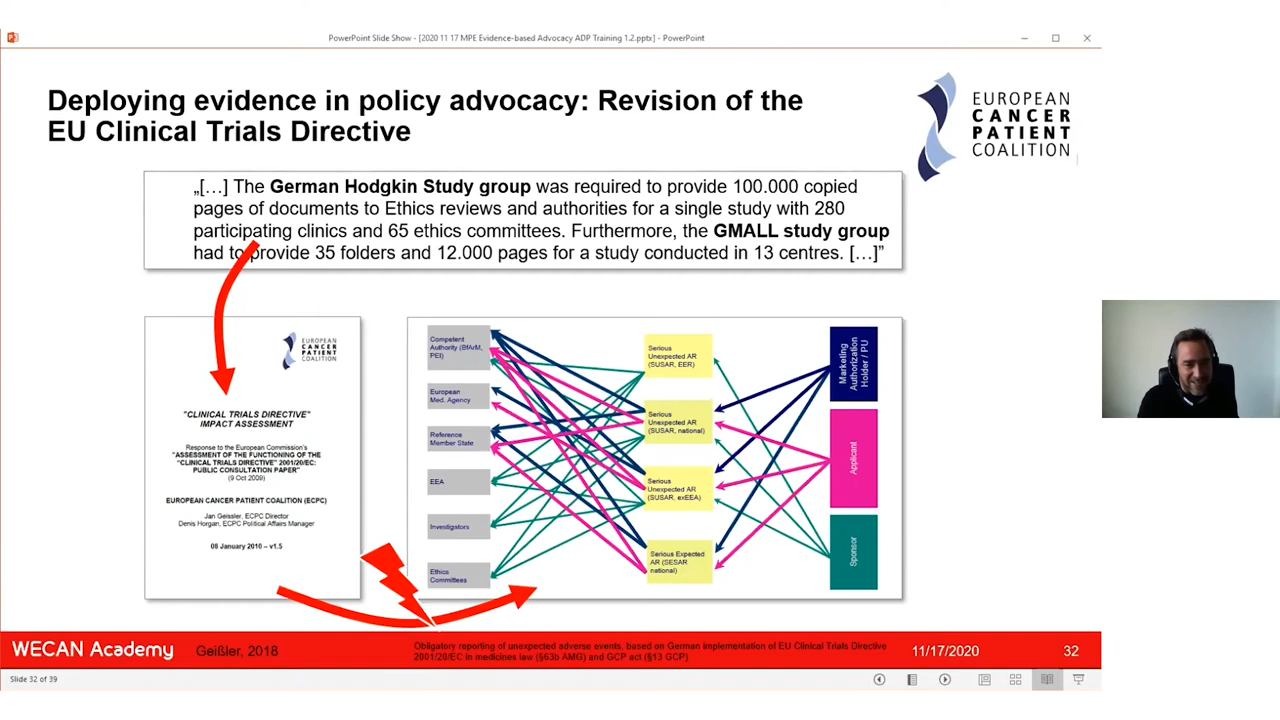 PowerPoint Slide Show - [2020 11 17 MPE Evidence-based Advocacy ADP Training 1.2.pptx] - PowerPoint
Deploying evidence in policy advocacy: Revision of the
EU Clinical Trials Directive
EUROPEAN
CANCER
PATIENT
COALITION
„[…] The German Hodgkin Study group was required to provide 100.000 copied
pages of documents to Ethics reviews and authorities for a single study with 280
participating clinics and 65 ethics committees. Furthermore, the GMALL study group
had to provide 35 folders and 12.000 pages for a study conducted in 13 centres. […]”
EUROPEAN
CANCER
PATIENT
COALITION
"CLINICAL TRIALS DIRECTIVE"
IMPACT ASSESSMENT
Response to the European Commission's
"ASSESSMENT OF THE FUNCTIONING OF THE
"CLINICAL TRIALS DIRECTIVE" 2001/20/EC:
PUBLIC CONSULTATION PAPER"
(9 Oct 2009)
EUROPEAN CANCER PATIENT COALITION (ECPC)
Jan Geissler, ECPC Director
Denis Horgan, ECPC Political Affairs Manager
08 January 2010 – v1.5
Competent
Authority (BfArM,
PEI)
European
Med. Agency
Reference
Member State
EEA
Investigators
Ethics
Committees
Serious
Unexpected AR
(SUSAR, EER)
Serious
Unexpected AR
(SUSAR, national)
Serious
Unexpected AR
(SUSAR, exEEA)
Serious Expected
AR (SESAR
national)
Marketing
Authorization
Holder / PU
Applicant
Sponsor
WECAN Academy
Geißler, 2018
Obligatory reporting of unexpected adverse events, based on German implementation of EU Clinical Trials Directive
2001/20/EC in medicines law (§63b AMG) and GCP act (§13 GCP)
11/17/2020
32
Slide 32 of 39